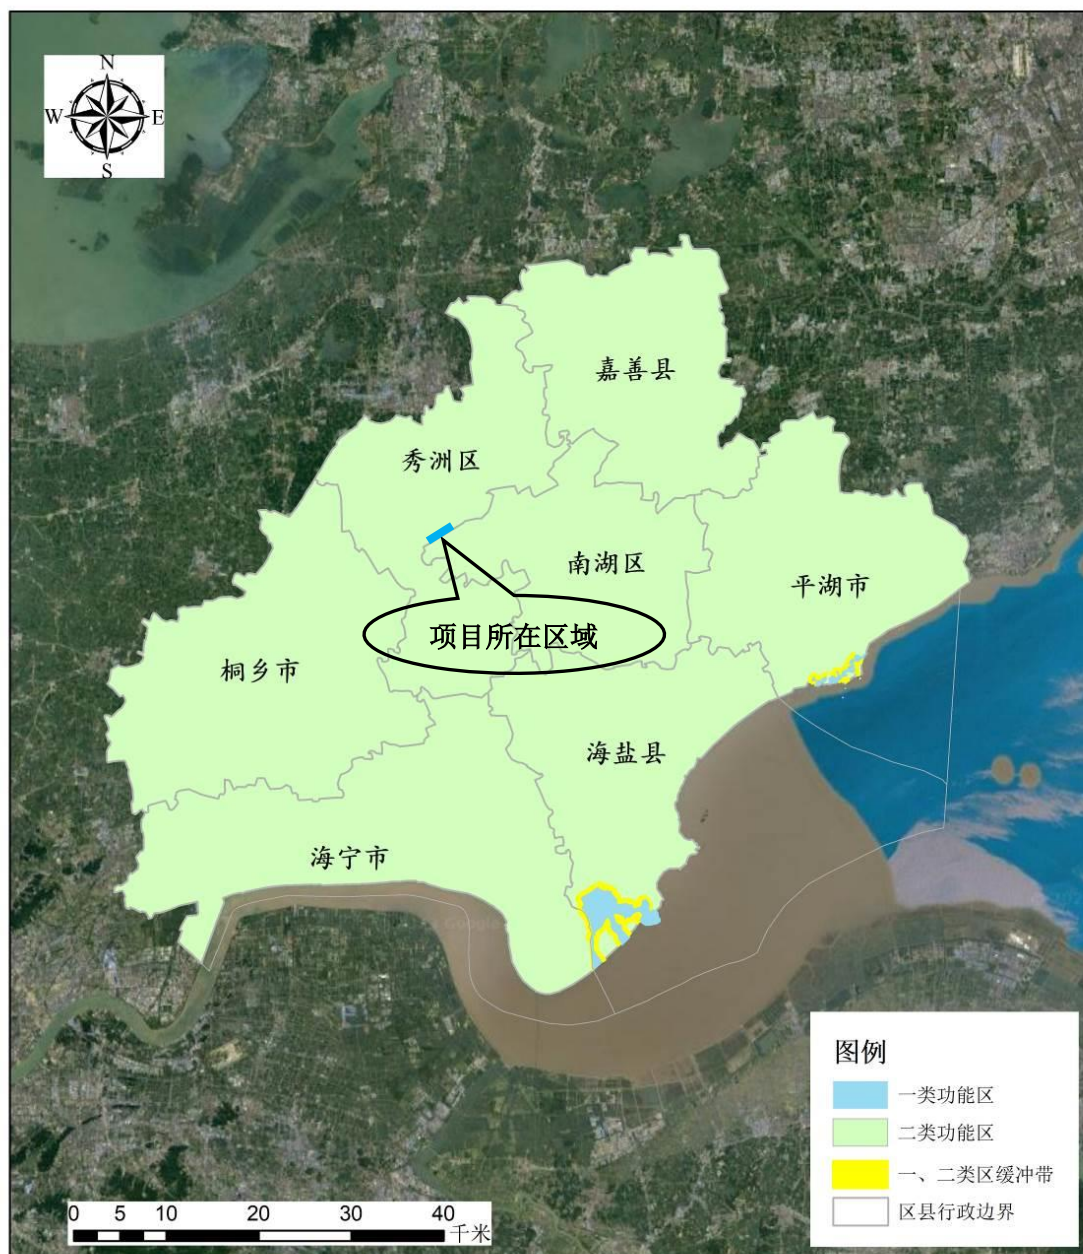 N
W E
S
嘉善县
秀洲区
南湖区
平湖市
项目所在区域
桐乡市
海盐县
海宁市
Google
图例
一类功能区
二类功能区
一、二类区缓冲带
区县行政边界
0 5 10 20 30 40
千米